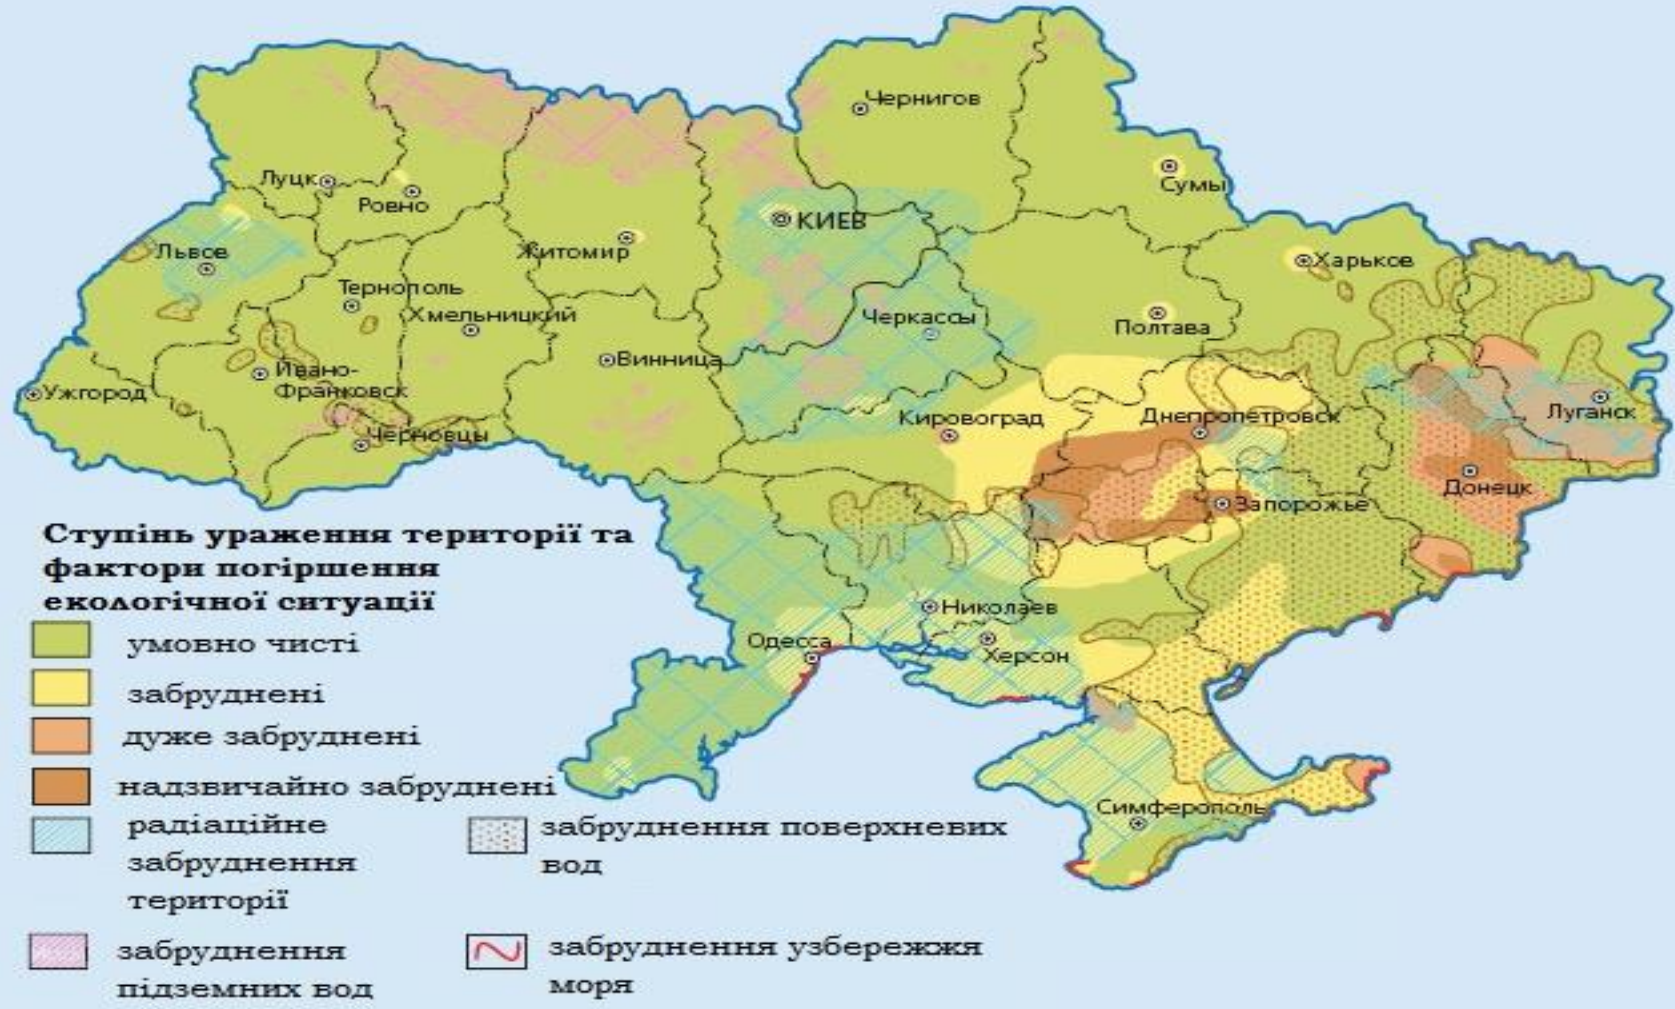 Чернигов
Сумы
Луцк
Ровно
КИЕВ
Житомир
Львов
Харьков
Тернополь
Хмельницкий
Черкассы
Полтава
Винница
Ивано-
Франковск
Ужгород
Черновцы
Кировоград
Днепропетровск
Луганск
Донецк
Запорожье
Николаев
Одесса
Херсон
Симферополь
Ступінь ураження території та
фактори погіршення
екологічної ситуації
умовно чисті
забруднені
дуже забруднені
надзвичайно забруднені
радіаційне
забруднення
території
забруднення поверхневих
вод
забруднення
підземних вод
забруднення узбережжя
моря